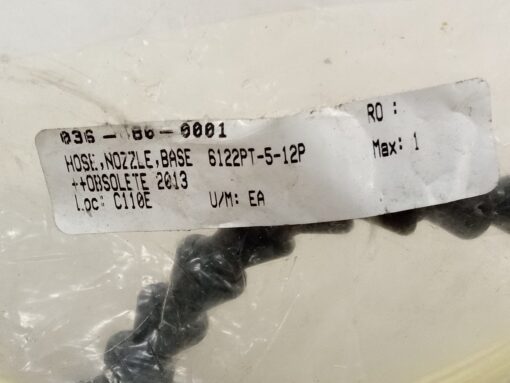 036- 86-0001
RO :
HOSE,NOZZLE,BASE 6122PT-5-12P
Max: 1
++OBSOLETE 2013
Loc: C110E U/M: EA